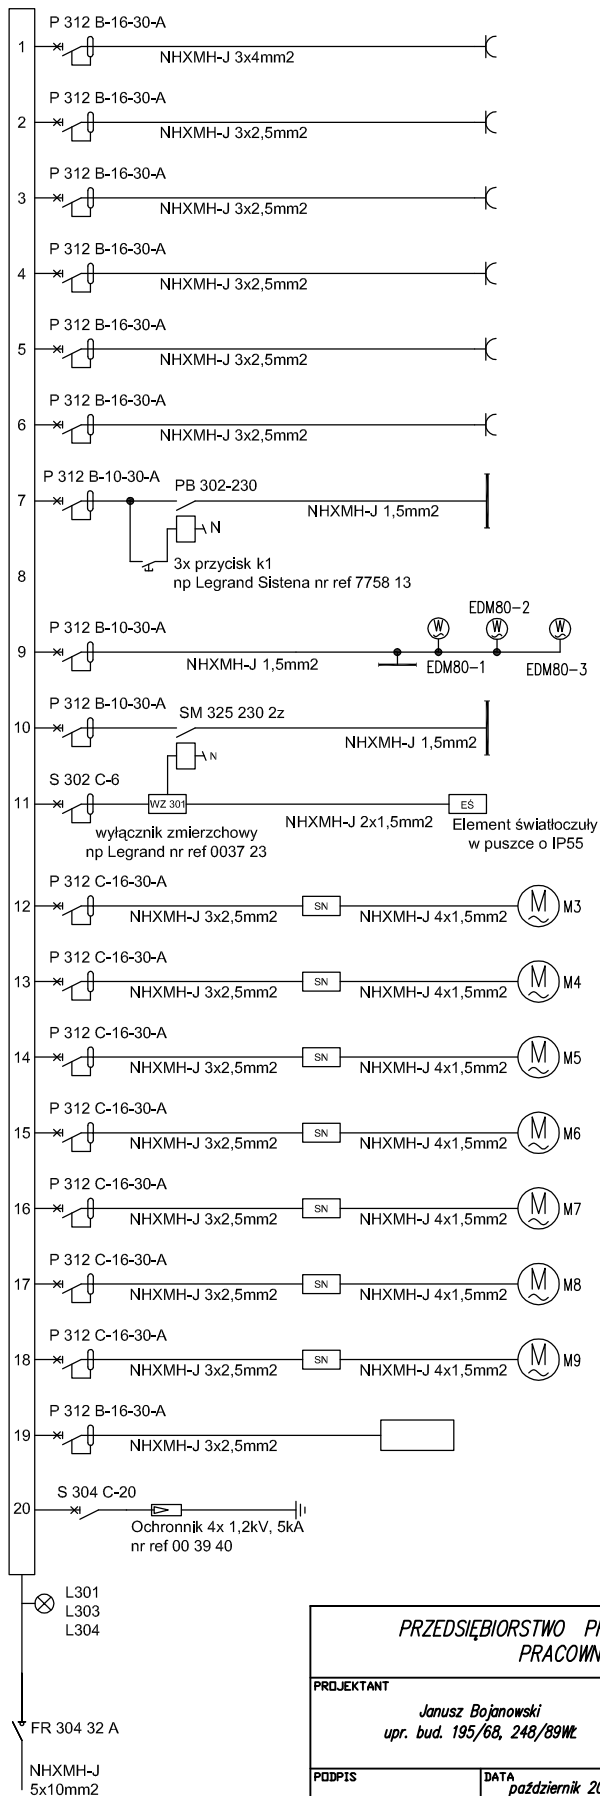 P 312 B-16-30-A
1
NHXMH-J 3x4mm2
P 312 B-16-30-A
2
NHXMH-J 3x2,5mm2
P 312 B-16-30-A
3
NHXMH-J 3x2,5mm2
P 312 B-16-30-A
4
NHXMH-J 3x2,5mm2
P 312 B-16-30-A
5
NHXMH-J 3x2,5mm2
P 312 B-16-30-A
6
NHXMH-J 3x2,5mm2
P 312 B-10-30-A
PB 302-230
7
NHXMH-J 1,5mm2
N
3x przycisk k1
8
np Legrand Sistena nr ref 7758 13
EDM80-2
P 312 B-10-30-A
W W W
9
NHXMH-J 1,5mm2
EDM80-1
EDM80-3
P 312 B-10-30-A
SM 325 230 2z
10
NHXMH-J 1,5mm2
N
S 302 C-6
11
WZ 301
EŚ
NHXMH-J 2x1,5mm2
wyłącznik zmierzchowy
np Legrand nr ref 0037 23
Element światłoczuły
w puszce o IP55
P 312 C-16-30-A
12
SN
M
M3
NHXMH-J 3x2,5mm2
NHXMH-J 4x1,5mm2
P 312 C-16-30-A
13
SN
M
M4
NHXMH-J 3x2,5mm2
NHXMH-J 4x1,5mm2
P 312 C-16-30-A
14
SN
M
M5
NHXMH-J 3x2,5mm2
NHXMH-J 4x1,5mm2
P 312 C-16-30-A
15
SN
M
M6
NHXMH-J 3x2,5mm2
NHXMH-J 4x1,5mm2
P 312 C-16-30-A
16
SN
M
M7
NHXMH-J 3x2,5mm2
NHXMH-J 4x1,5mm2
P 312 C-16-30-A
17
SN
M
M8
NHXMH-J 3x2,5mm2
NHXMH-J 4x1,5mm2
P 312 C-16-30-A
18
SN
M
M9
NHXMH-J 3x2,5mm2
NHXMH-J 4x1,5mm2
P 312 B-16-30-A
19
NHXMH-J 3x2,5mm2
S 304 C-20
20
Ochronnik 4x 1,2kV, 5kA
nr ref 00 39 40
L301
L303
L304
FR 304 32 A
NHXMH-J
5x10mm2
PRZEDSIĘBIORSTWO
PRACOWN
PROJEKTANT
Janusz Bojanowski
upr. bud. 195/68, 248/89WŁ
PODPIS
DATA
październik 20